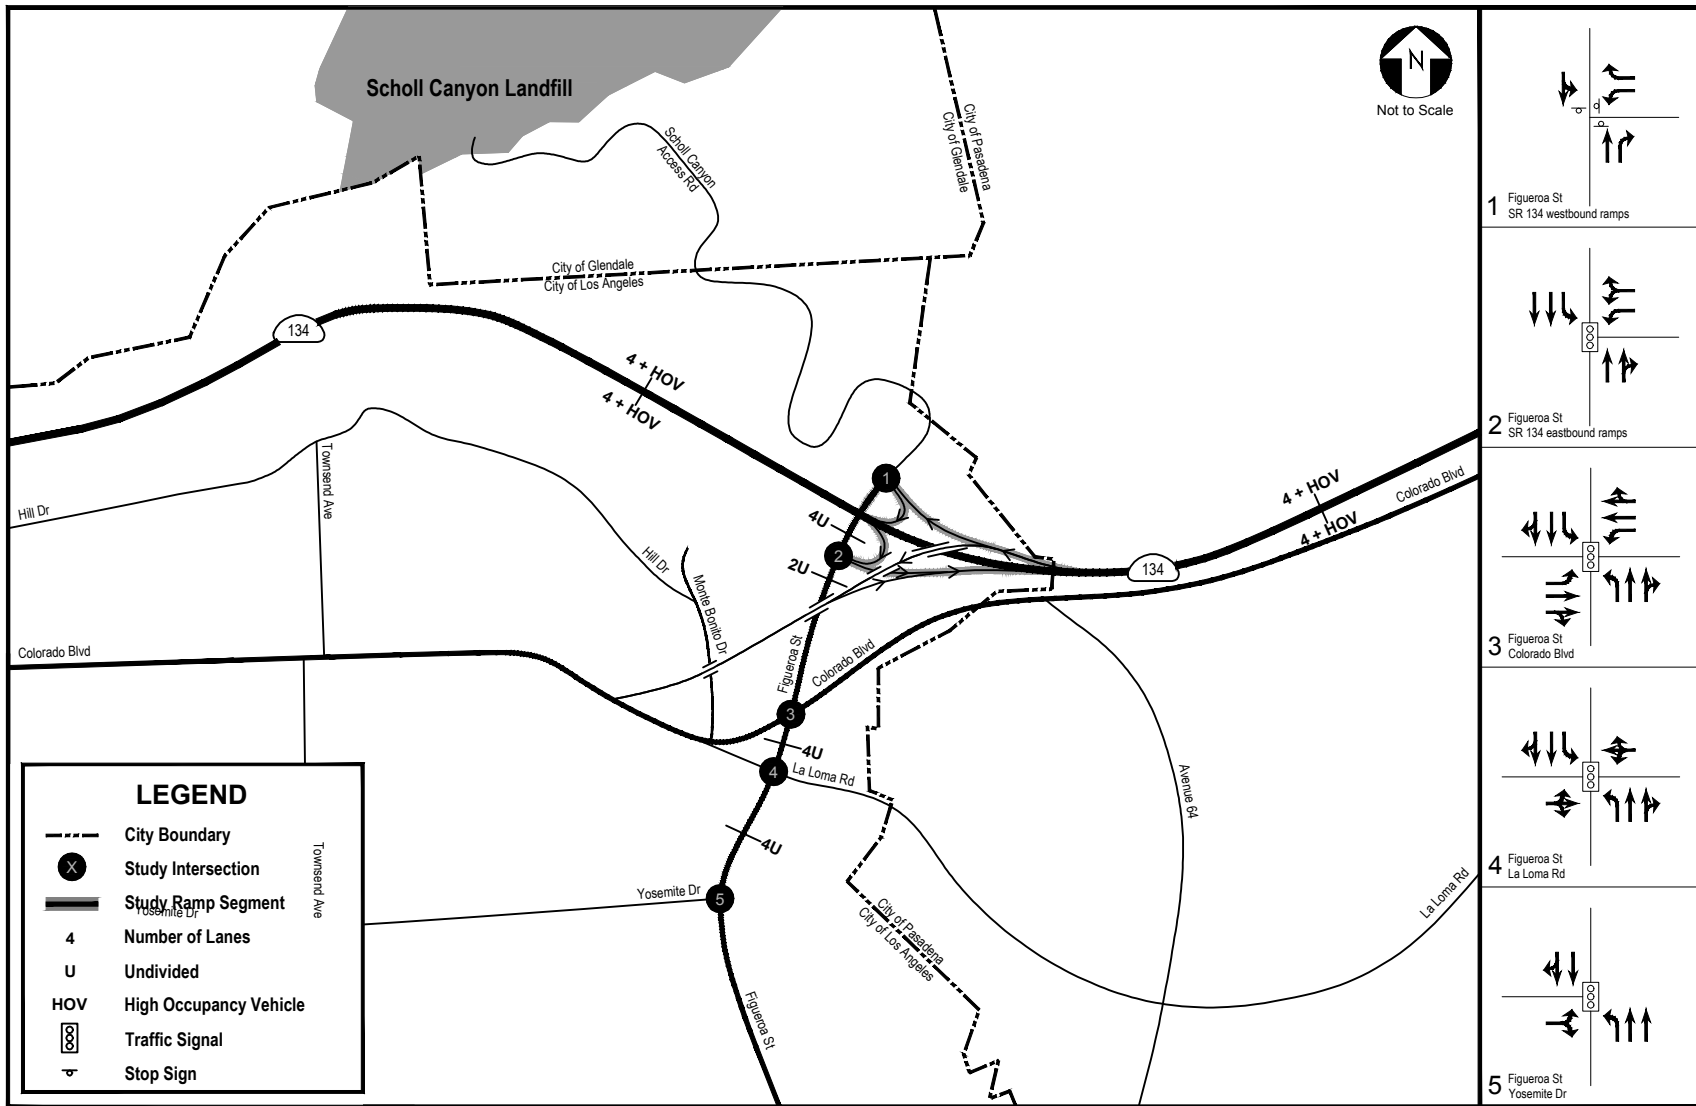 Scholl Canyon Landfill
Scholl Canyon
Access Rd
City of Pasadena
City of Glendale
N
Not to Scale
City of Glendale
City of Los Angeles
134
4 + HOV
4 + HOV
Townsend Ave
Hill Dr
Hill Dr
Monte Bonito Dr
1
4U
2
2U
4 + HOV
4 + HOV
Colorado Blvd
134
Colorado Blvd
Figueroa St
Colorado Blvd
3
4U
4
La Loma Rd
Avenue 64
4U
Yosemite Dr
5
City of Pasadena
City of Los Angeles
La Loma Rd
Figueroa St
LEGEND
City Boundary
X
Study Intersection
Study Ramp Segment
Yosemite Dr
Townsend Ave
4
Number of Lanes
U
Undivided
HOV
High Occupancy Vehicle
Traffic Signal
Stop Sign
1
Figueroa St
SR 134 westbound ramps
2
Figueroa St
SR 134 eastbound ramps
3
Figueroa St
Colorado Blvd
4
Figueroa St
La Loma Rd
5
Figueroa St
Yosemite Dr